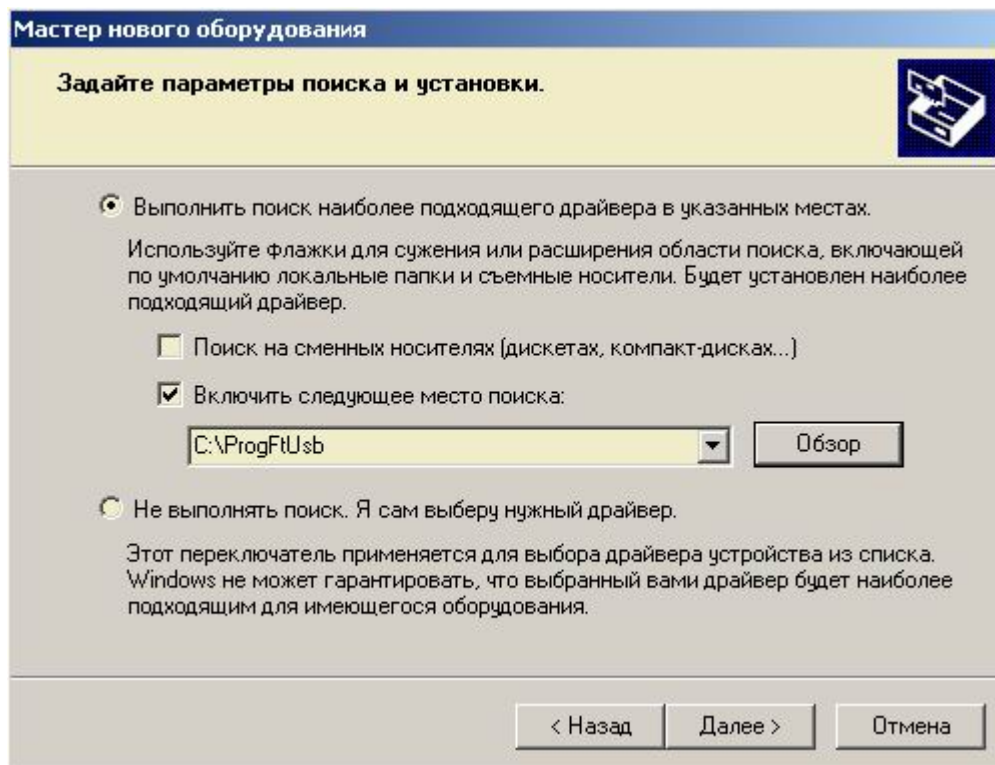 Мастер нового оборудования
Задайте параметры поиска и установки.
Выполнить поиск наиболее подходящего драйвера в указанных местах.
Используйте флажки для сужения или расширения области поиска, включающей
по умолчанию локальные папки и съемные носители. Будет установлен наиболее
подходящий драйвер.
Поиск на сменных носителях (дискетах, компакт-дисках...)
Включить следующее место поиска:
C:\ProgFtUsb
Обзор
Не выполнять поиск. Я сам выберу нужный драйвер.
Этот переключатель применяется для выбора драйвера устройства из списка.
Windows не может гарантировать, что выбранный вами драйвер будет наиболее
подходящим для имеющегося оборудования.
< Назад
Далее >
Отмена